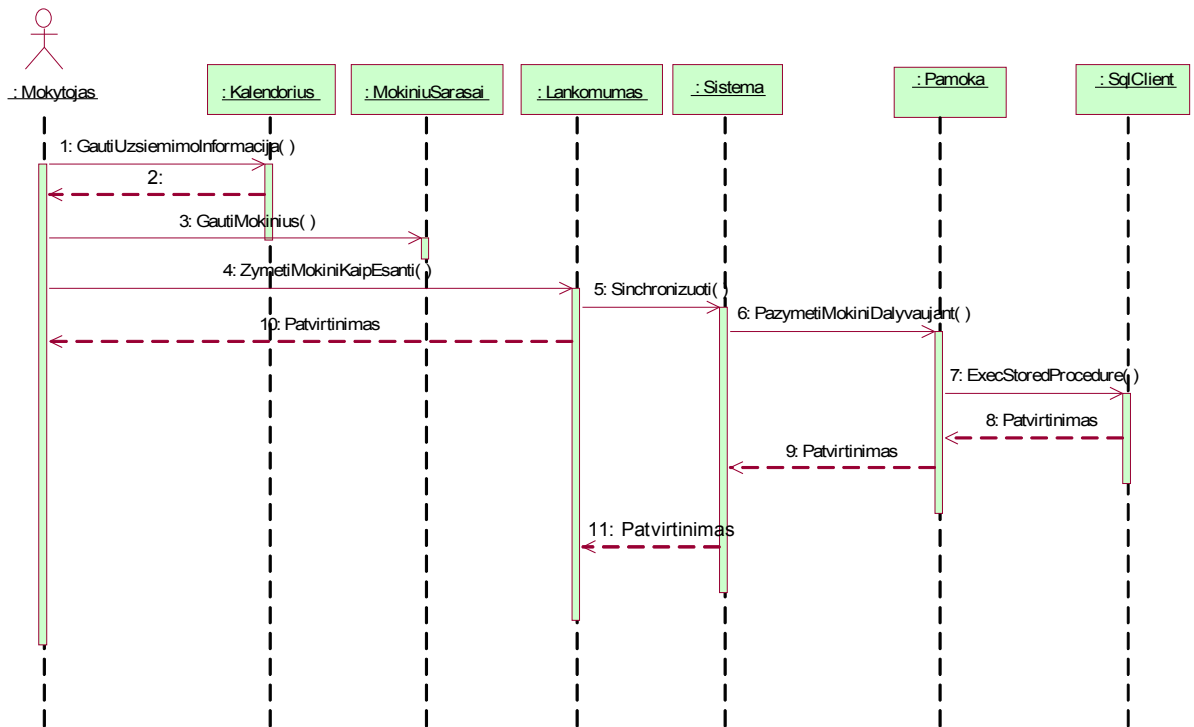 : Mokytojas
: Kalendorius
: MokiniuSarasai
: Lankomumas
: Sistema
: Pamoka
: SqlClient
1: GautiUzsiemimoInformacija( )
2:
3: GautiMokinius( )
4: ZymetiMokiniKaipEsanti( )
5: Sinchronizuoti( )
6: PazymetiMokiniDalyvaujant( )
10: Patvirtinimas
7: ExecStoredProcedure( )
8: Patvirtinimas
9: Patvirtinimas
11: Patvirtinimas